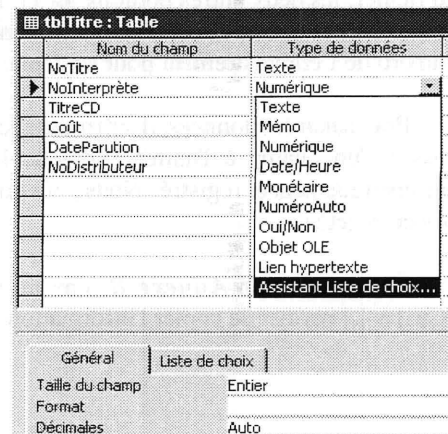 tblTitre : Table
Nom du champ Type de données
NoTitre Texte
NoInterprète Numérique
TitreCD Texte
Coût Mémo
DateParution Numérique
NoDistributeur Date/Heure
Monétaire
NuméroAuto
Oui/Non
Objet OLE
Lien hypertexte
Assistant Liste de choix...
Général Liste de choix
Taille du champ Entier
Format
Décimales Auto